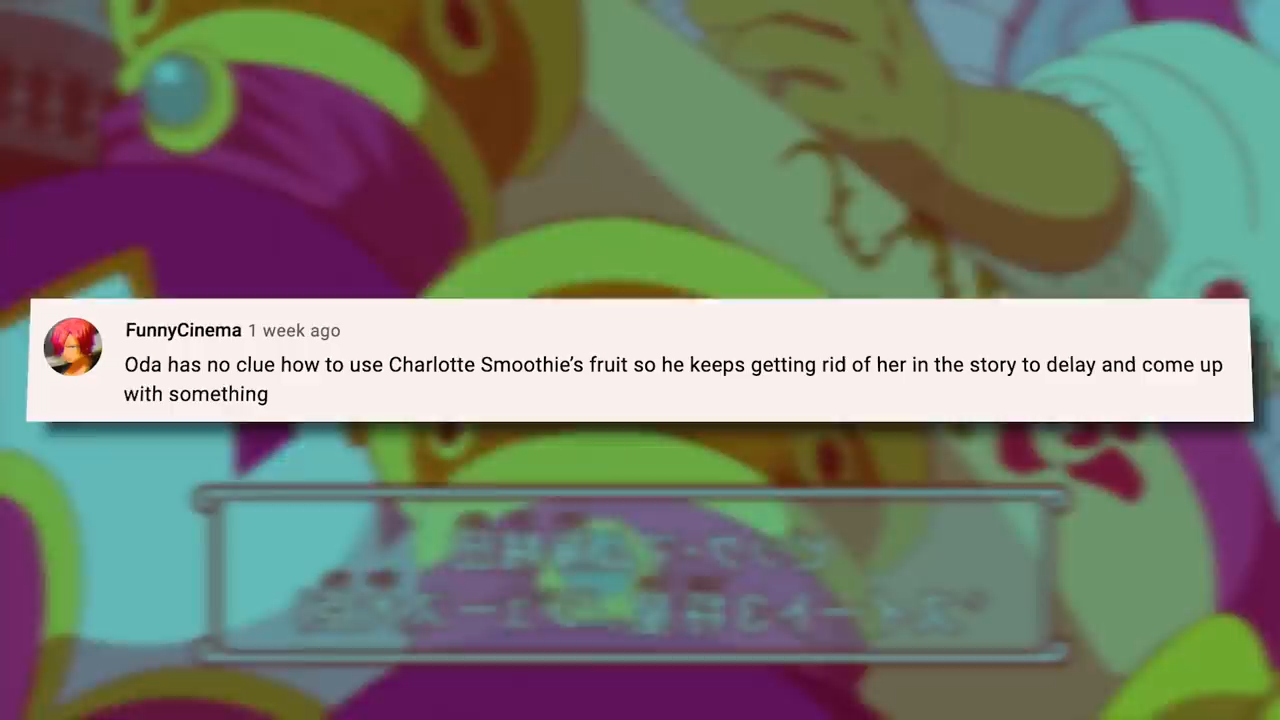 FunnyCinema 1 week ago
Oda has no clue how to use Charlotte Smoothie's fruit so he keeps getting rid of her in the story to delay and come up
with something